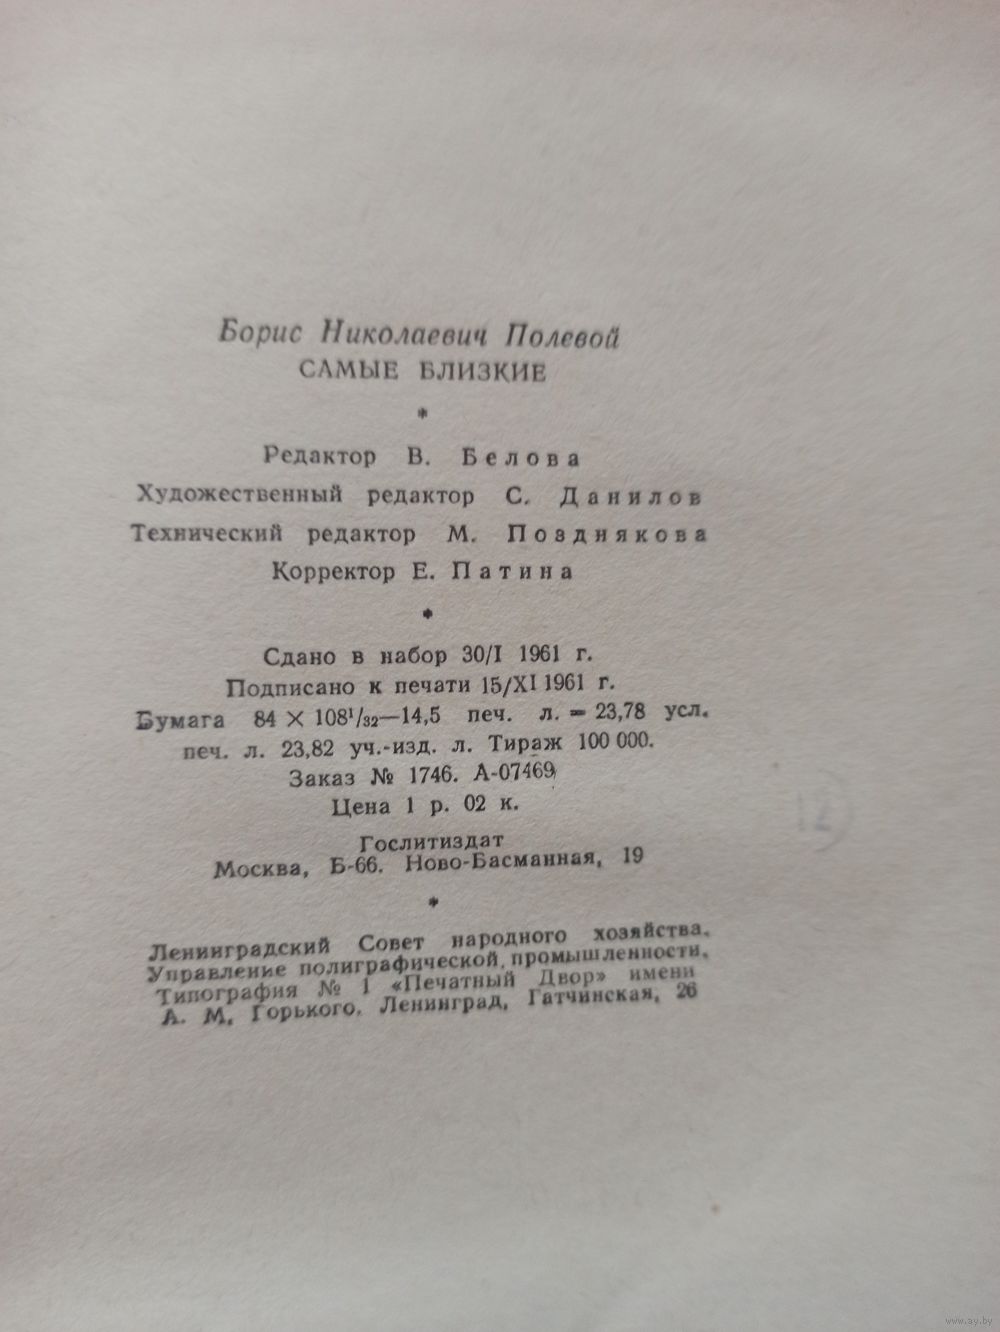 Борис Николаевич Полевой
САМЫЕ БЛИЗКИЕ
*
Редактор В. Белова
Художественный редактор С. Данилов
Технический редактор М. Позднякова
Корректор Е. Патина
*
Сдано в набор 30/I 1961 г.
Подписано к печати 15/XI 1961 г.
Бумага 84 × 108¹/₃₂—14,5 печ. л. = 23,78 усл.
печ. л. 23,82 уч.-изд. л. Тираж 100 000.
Заказ № 1746. А-07469
Цена 1 р. 02 к.
Гослитиздат
Москва, Б-66. Ново-Басманная, 19
*
Ленинградский Совет народного хозяйства.
Управление полиграфической промышленности.
Типография № 1 «Печатный Двор» имени
А. М. Горького. Ленинград, Гатчинская, 26
www.ay.by